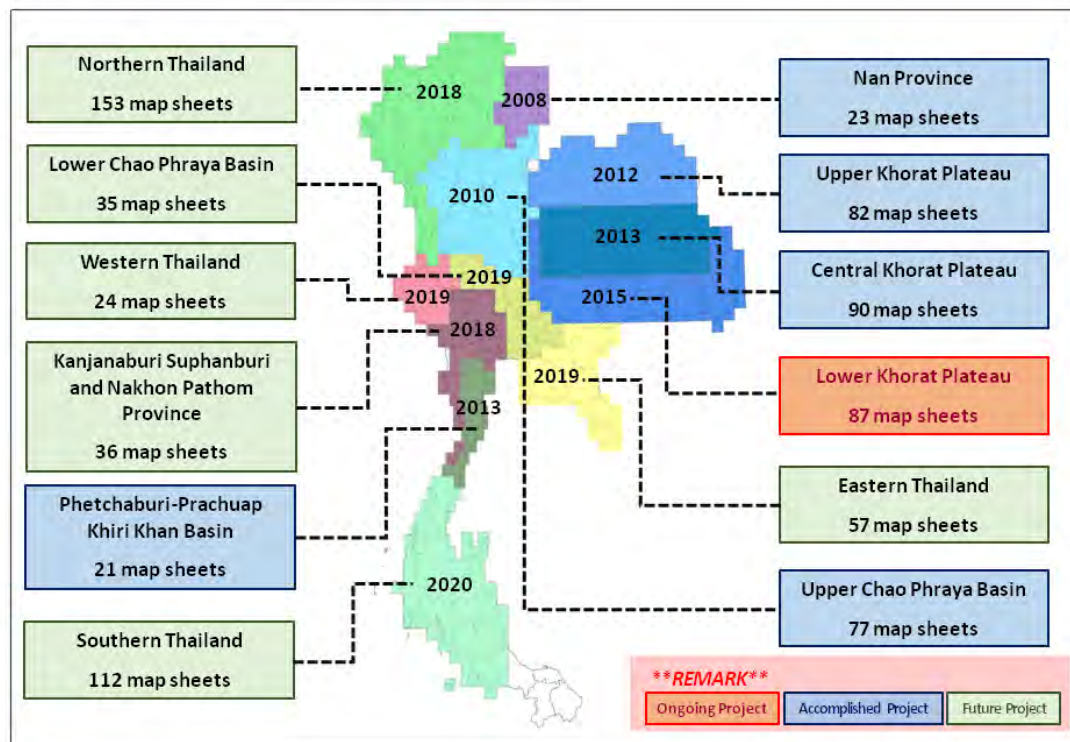 Northern Thailand
153 map sheets
Lower Chao Phraya Basin
35 map sheets
Western Thailand
24 map sheets
Kanjanaburi Suphanburi
and Nakhon Pathom
Province
36 map sheets
Phetchaburi-Prachuap
Khiri Khan Basin
21 map sheets
Southern Thailand
112 map sheets
2018
2008
2012
2010
2013
2019
2019
2015
2018
2019
2013
2020
Nan Province
23 map sheets
Upper Khorat Plateau
82 map sheets
Central Khorat Plateau
90 map sheets
Lower Khorat Plateau
87 map sheets
Eastern Thailand
57 map sheets
Upper Chao Phraya Basin
77 map sheets
**REMARK**
Ongoing Project
Accomplished Project
Future Project